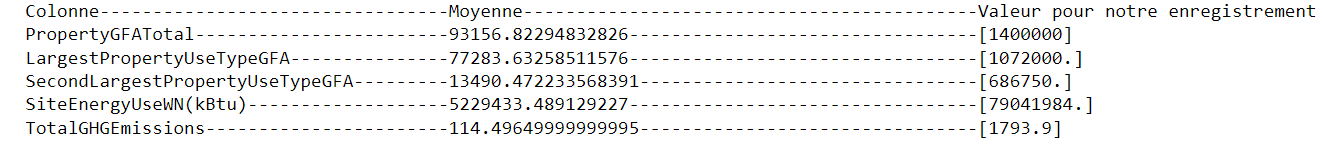 Colonne--------------------------------Moyenne-----------------------------------------Valeur pour notre enregistrement
PropertyGFATotal-----------------------93156.82294832826-------------------------------[1400000]
LargestPropertyUseTypeGFA--------------77283.63258511576-------------------------------[1072000.]
SecondLargestPropertyUseTypeGFA--------13490.472233568391------------------------------[686750.]
SiteEnergyUseWN(kBtu)------------------5229433.489129227-------------------------------[79041984.]
TotalGHGEmissions----------------------114.49649999999995------------------------------[1793.9]